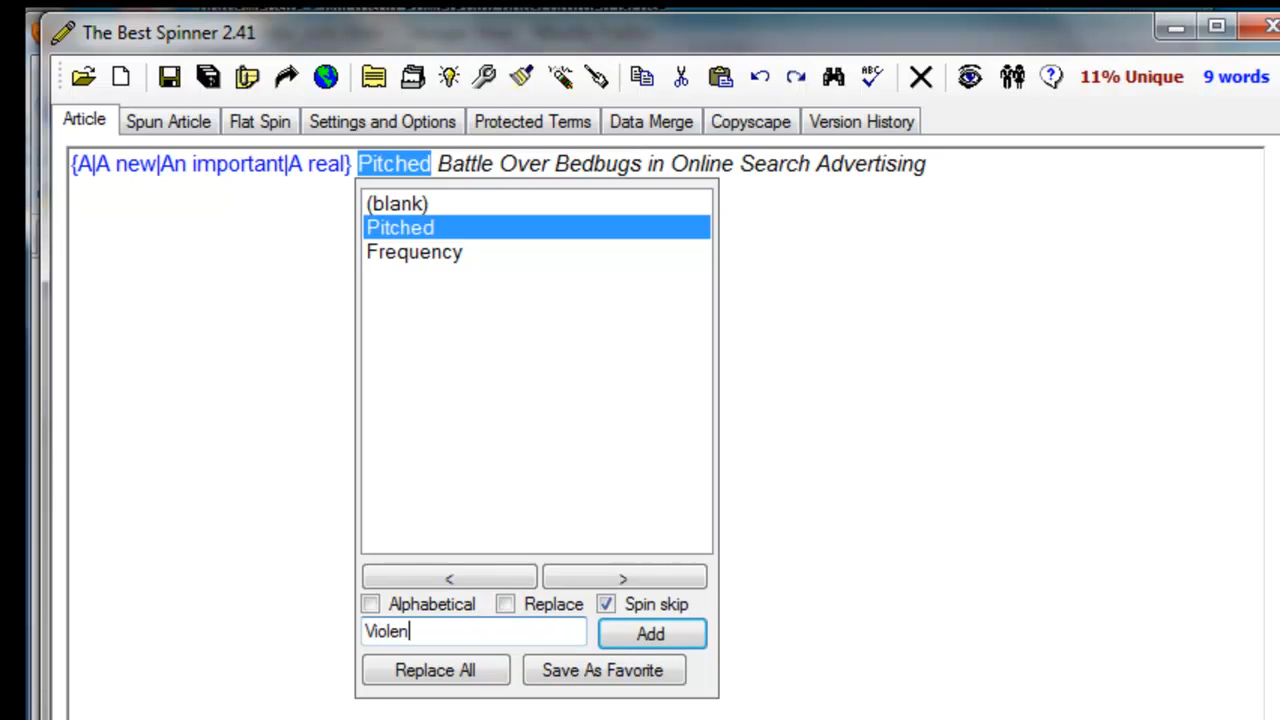 The Best Spinner 2.41
11% Unique 9 words
Article Spun Article Flat Spin Settings and Options Protected Terms Data Merge Copyscape Version History
{A|A new|An important|A real} Pitched Battle Over Bedbugs in Online Search Advertising
(blank)
Pitched
Frequency
< >
Alphabetical Replace Spin skip
Violen Add
Replace All Save As Favorite